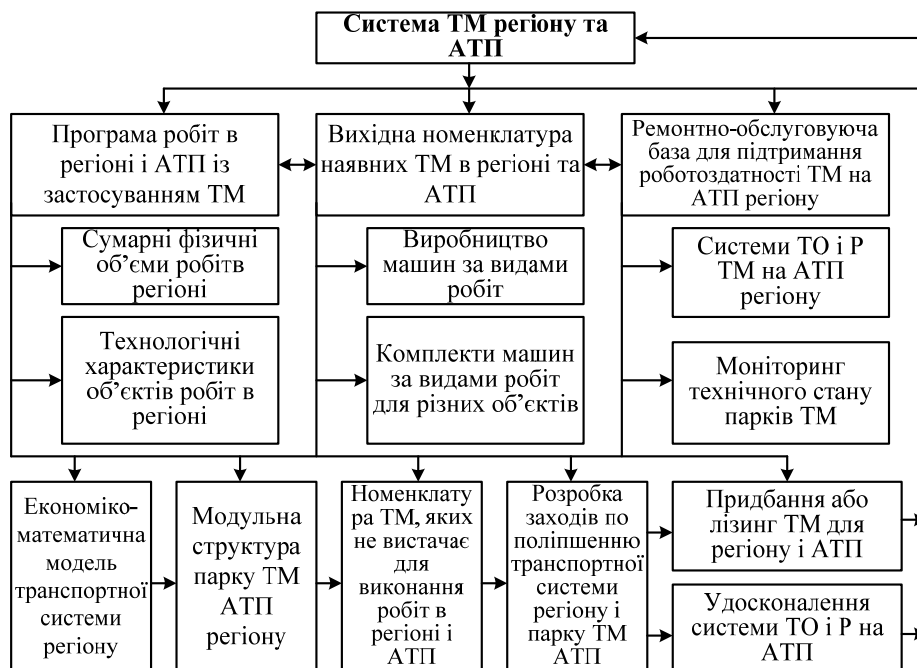 Система ТМ регіону та
АТП
Програма робіт в
регіоні і АТП із
застосуванням ТМ
Вихідна номенклатура
наявних ТМ в регіоні та
АТП
Ремонтно-обслуговуюча
база для підтримання
роботоздатності ТМ на
АТП регіону
Сумарні фізичні
об’єми робітв
регіоні
Виробництво
машин за видами
робіт
Системи ТО і Р
ТМ на АТП
регіону
Технологічні
характеристики
об’єктів робіт в
регіоні
Комплекти машин
за видами робіт
для різних об’єктів
Моніторинг
технічного стану
парків ТМ
Економіко-
математична
модель
транспортної
системи
регіону
Модульна
структура
парку ТМ
АТП
регіону
Номенклату
ра ТМ, яких
не вистачає
для
виконання
робіт в
регіоні і
АТП
Розробка
заходів по
поліпшенню
транспортної
системи
регіону і
парку ТМ
АТП
Придбання або
лізинг ТМ для
регіону і АТП
Удосконалення
системи ТО і Р на
АТП